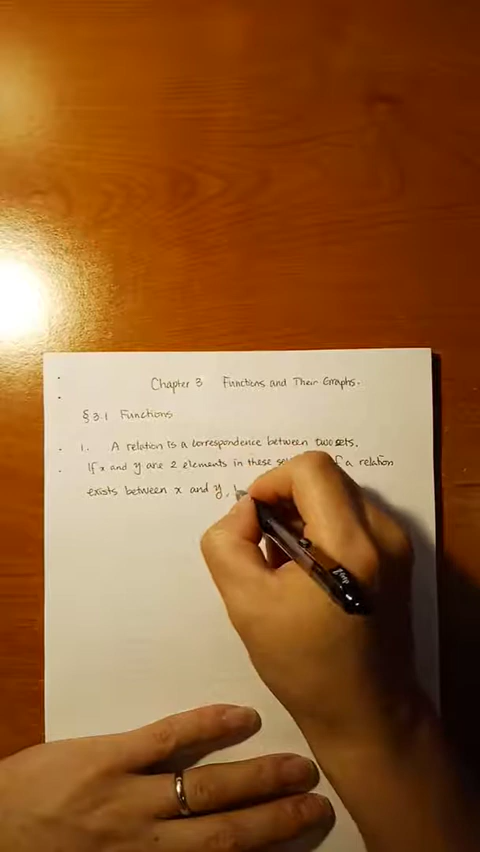 Chapter 3 Functions and Their Graphs.
§ 3.1 Functions
1. A relation is a correspondence between two sets.
If x and y are 2 elements in these a relation
exists between x and y,